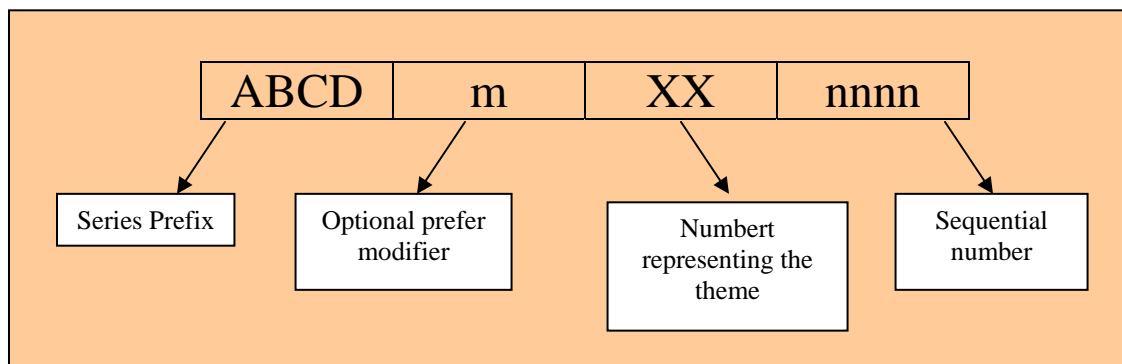 ABCD m XX nnnn
Series Prefix
Optional prefer
modifier
Numbert
representing the
theme
Sequential
number